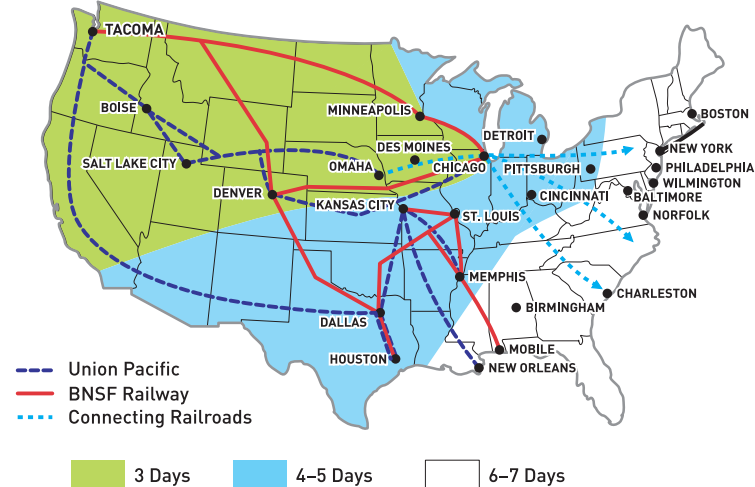 TACOMA
BOISE
MINNEAPOLIS
BOSTON
DETROIT
DES MOINES
NEW YORK
SALT LAKE CITY
OMAHA
CHICAGO
PITTSBURGH
PHILADELPHIA
WILMINGTON
DENVER
KANSAS CITY
CINCINNATI
BALTIMORE
ST. LOUIS
NORFOLK
MEMPHIS
CHARLESTON
BIRMINGHAM
DALLAS
HOUSTON
MOBILE
NEW ORLEANS
Union Pacific
BNSF Railway
Connecting Railroads
3 Days
4–5 Days
6–7 Days